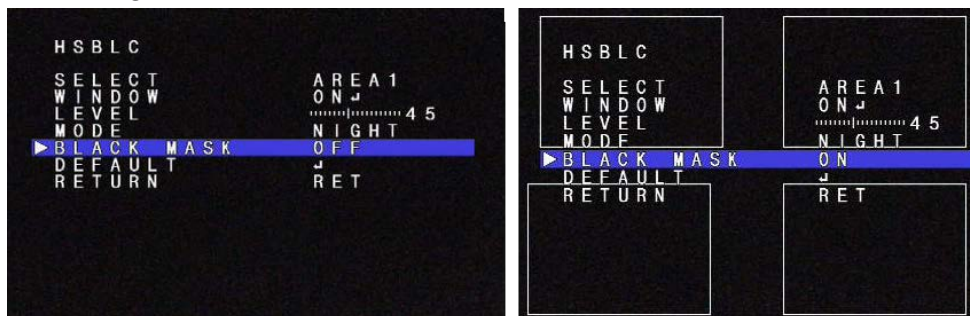 HSBLC
SELECT AREA1
WINDOW ON↵
LEVEL 45
MODE NIGHT
▶BLACK MASK OFF
DEFAULT ↵
RETURN RET
HSBLC
SELECT AREA1
WINDOW ON↵
LEVEL 45
MODE NIGHT
▶BLACK MASK ON
DEFAULT ↵
RETURN RET